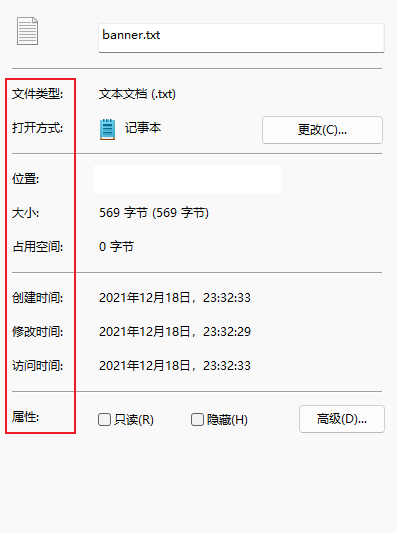 banner.txt
文件类型: 文本文档 (.txt)
打开方式: 记事本 更改(C)...
位置:
大小: 569 字节 (569 字节)
占用空间: 0 字节
创建时间: 2021年12月18日，23:32:33
修改时间: 2021年12月18日，23:32:29
访问时间: 2021年12月18日，23:32:33
属性: 只读(R) 隐藏(H) 高级(D)...